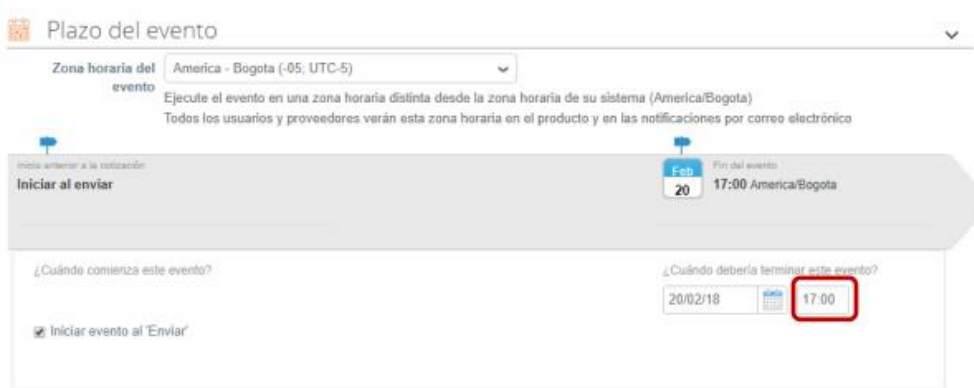 Plazo del evento
Zona horaria del evento
America - Bogota (-05; UTC-5)
Ejecute el evento en una zona horaria distinta desde la zona horaria de su sistema (America/Bogota)
Todos los usuarios y proveedores verán esta zona horaria en el producto y en las notificaciones por correo electrónico
Inicia anterior a la cotización
Iniciar al enviar
Feb
20
Fin del evento
17:00 America/Bogota
¿Cuándo comienza este evento?
¿Cuándo debería terminar este evento?
20/02/18
17:00
Iniciar evento al 'Enviar'